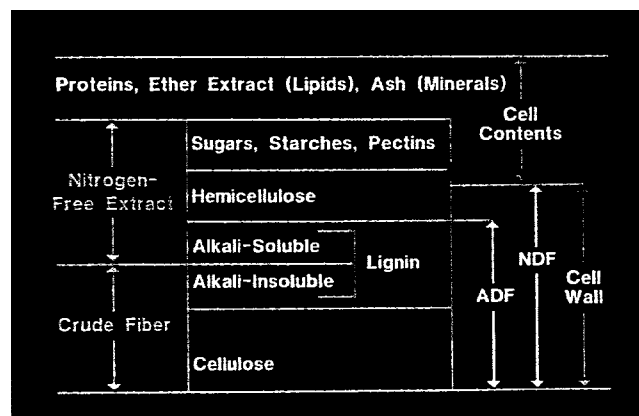 Proteins, Ether Extract (Lipids), Ash (Minerals)
Cell
Contents
Sugars, Starches, Pectins
Nitrogen-
Free Extract
Hemicellulose
Alkali-Soluble
Lignin
Alkali-Insoluble
NDF
ADF
Cell
Wall
Crude Fiber
Cellulose